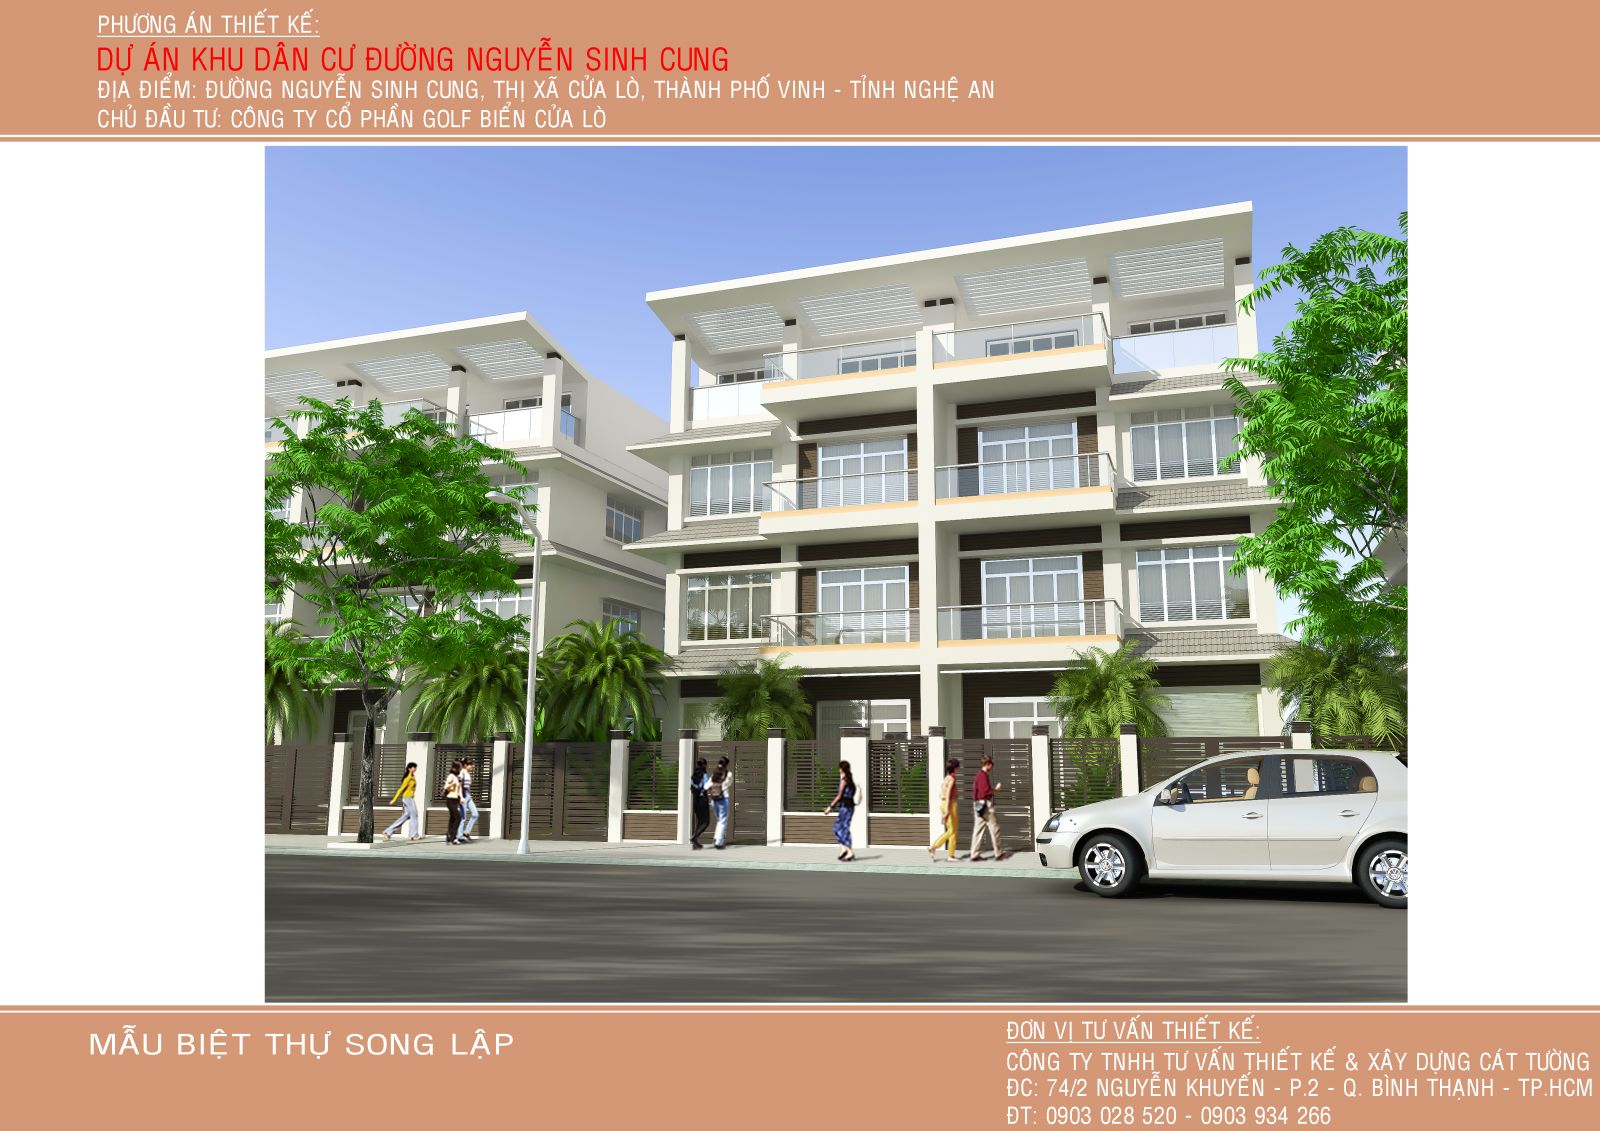 PHƯƠNG ÁN THIẾT KẾ:
DỰ ÁN KHU DÂN CƯ ĐƯỜNG NGUYỄN SINH CUNG
ĐỊA ĐIỂM: ĐƯỜNG NGUYỄN SINH CUNG, THỊ XÃ CỬA LÒ, THÀNH PHỐ VINH - TỈNH NGHỆ AN
CHỦ ĐẦU TƯ: CÔNG TY CỔ PHẦN GOLF BIỂN CỬA LÒ
MẪU BIỆT THỰ SONG LẬP
ĐƠN VỊ TƯ VẤN THIẾT KẾ:
CÔNG TY TNHH TƯ VẤN THIẾT KẾ & XÂY DỰNG CÁT TƯỜNG
ĐC: 74/2 NGUYỄN KHUYẾN - P.2 - Q. BÌNH THẠNH - TP.HCM
ĐT: 0903 028 520 - 0903 934 266